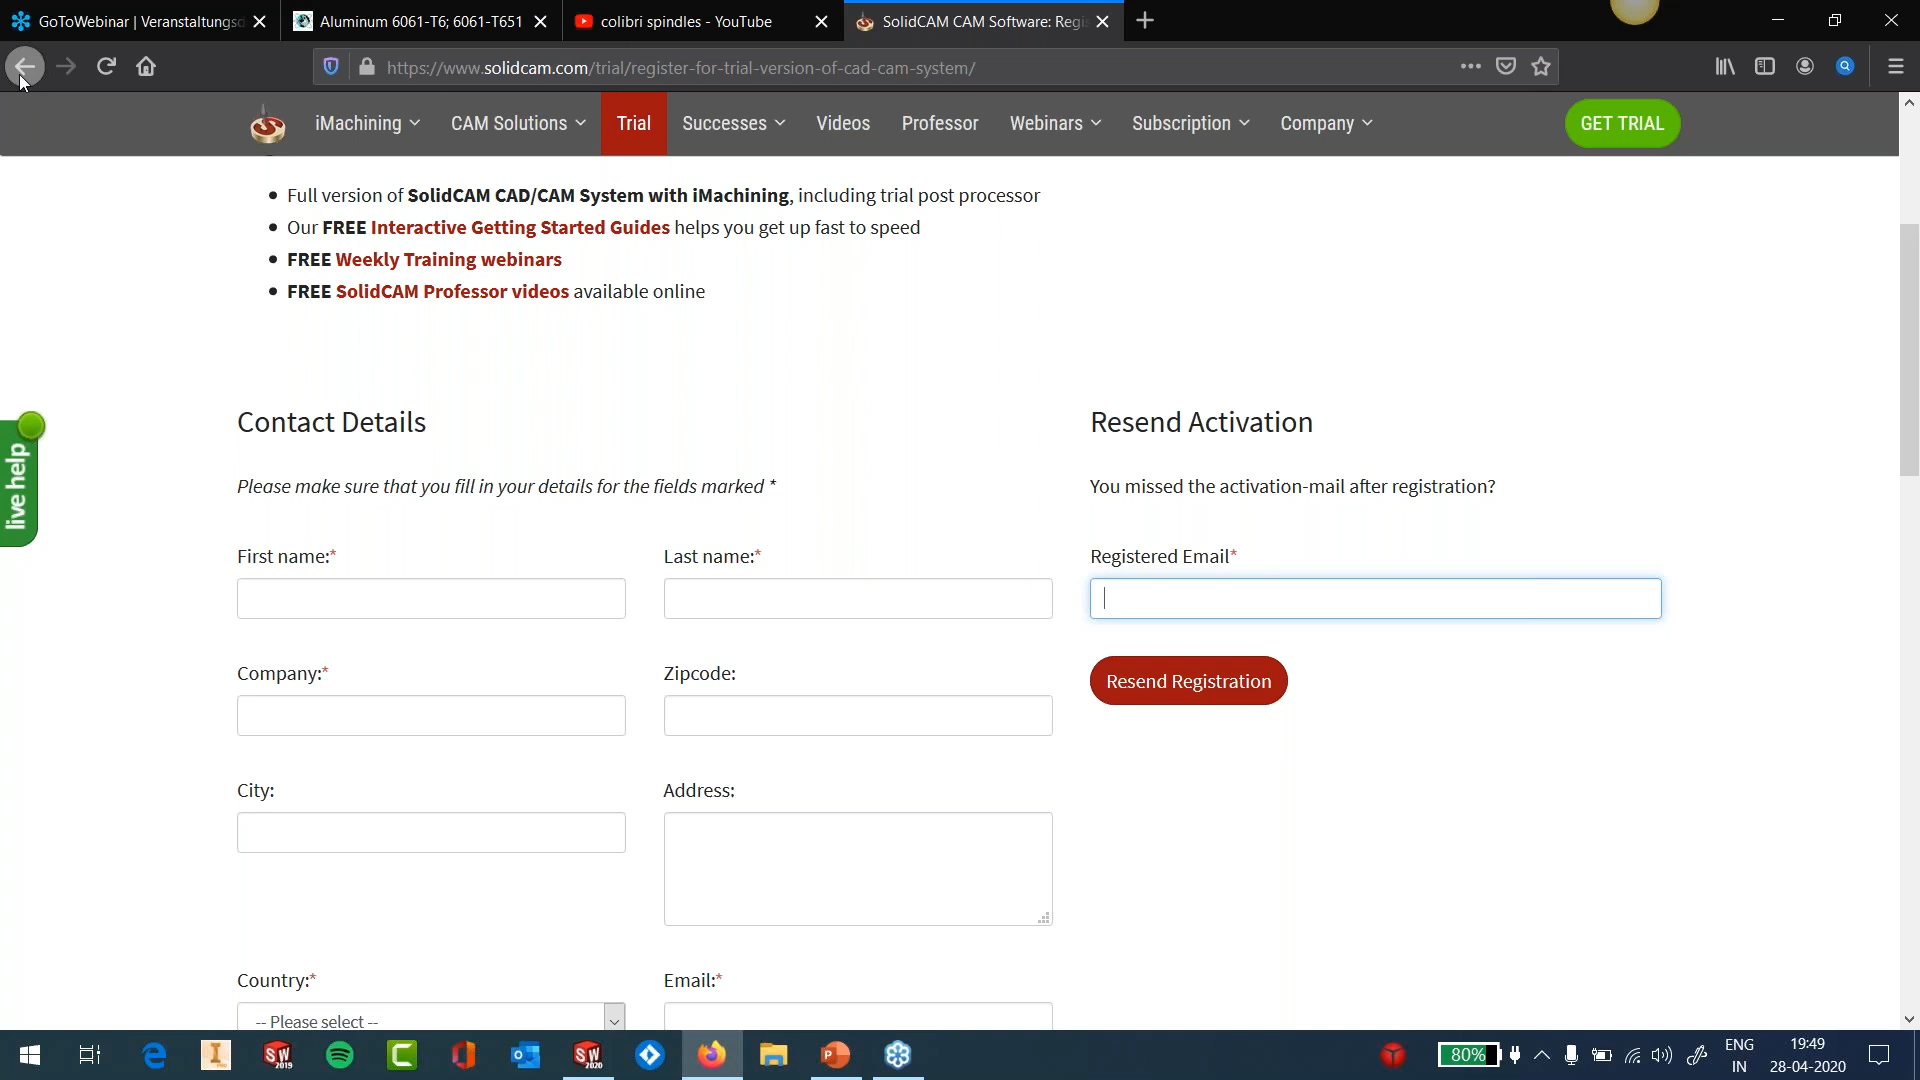 GoToWebinar | Veranstaltungsd
Aluminum 6061-T6; 6061-T651
colibri spindles - YouTube
SolidCAM CAM Software: Regis
https://www.solidcam.com/trial/register-for-trial-version-of-cad-cam-system/
iMachining
CAM Solutions
Trial
Successes
Videos
Professor
Webinars
Subscription
Company
GET TRIAL
• Full version of SolidCAM CAD/CAM System with iMachining, including trial post processor
• Our FREE Interactive Getting Started Guides helps you get up fast to speed
• FREE Weekly Training webinars
• FREE SolidCAM Professor videos available online
live help
Contact Details
Resend Activation
Please make sure that you fill in your details for the fields marked *
You missed the activation-mail after registration?
First name:*
Last name:*
Registered Email*
Company:*
Zipcode:
Resend Registration
City:
Address:
Country:*
Email:*
-- Please select --
SW 2019
SW 2020
80%
ENG
IN
19:49
28-04-2020